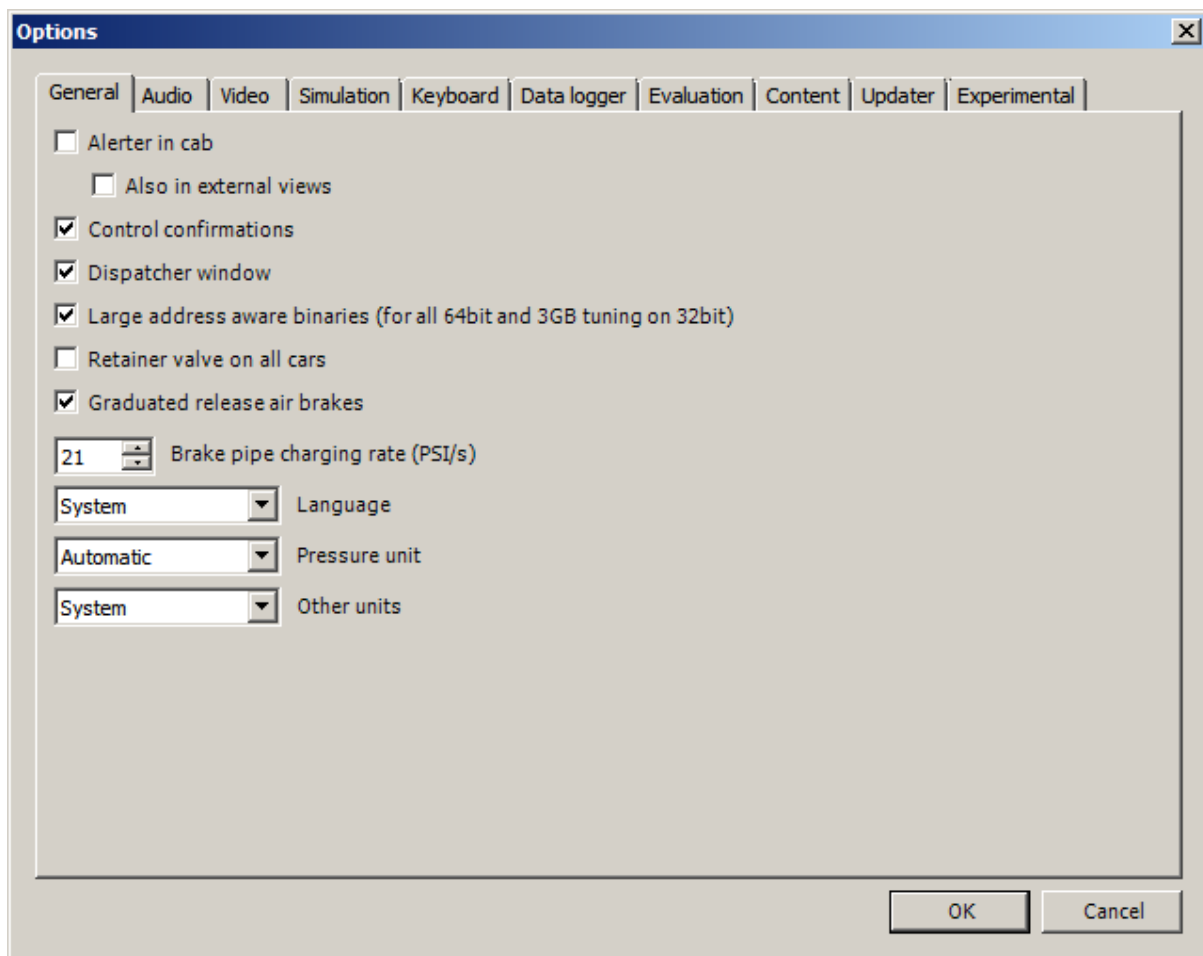 Options
General Audio Video Simulation Keyboard Data logger Evaluation Content Updater Experimental
Alerter in cab
Also in external views
Control confirmations
Dispatcher window
Large address aware binaries (for all 64bit and 3GB tuning on 32bit)
Retainer valve on all cars
Graduated release air brakes
21 Brake pipe charging rate (PSI/s)
System Language
Automatic Pressure unit
System Other units
OK Cancel